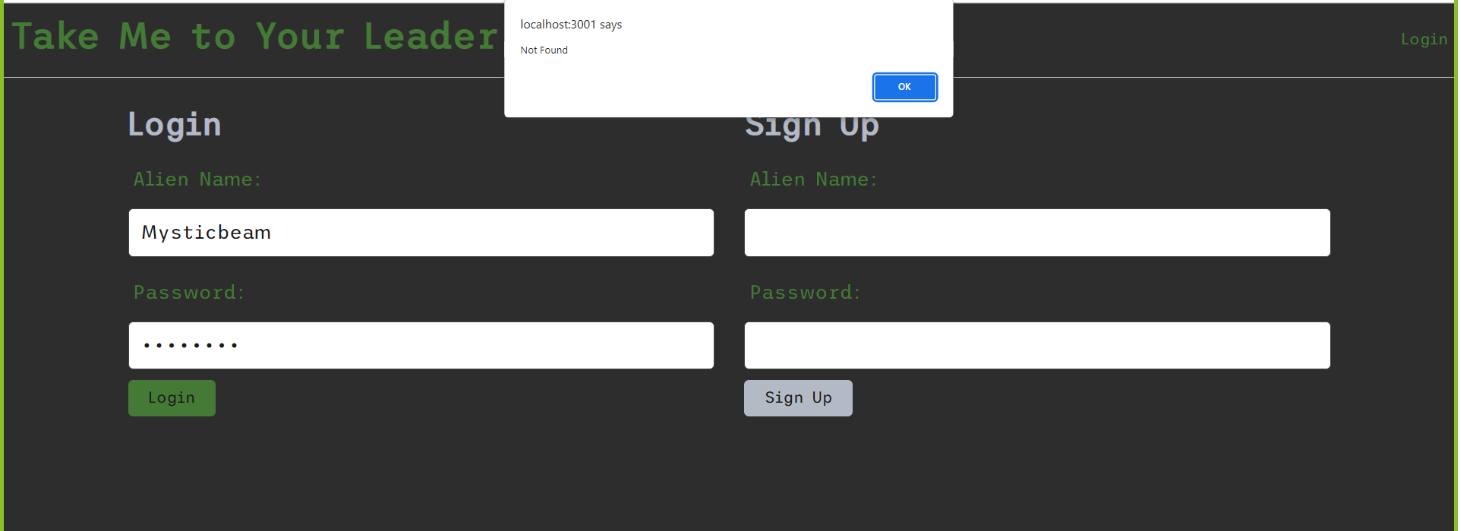 Take Me to Your Leader
localhost:3001 says
Not Found
OK
Login
Login
Alien Name:
Mysticbeam
Password:
••••••••
Login
Sign Up
Alien Name:
Password:
Sign Up